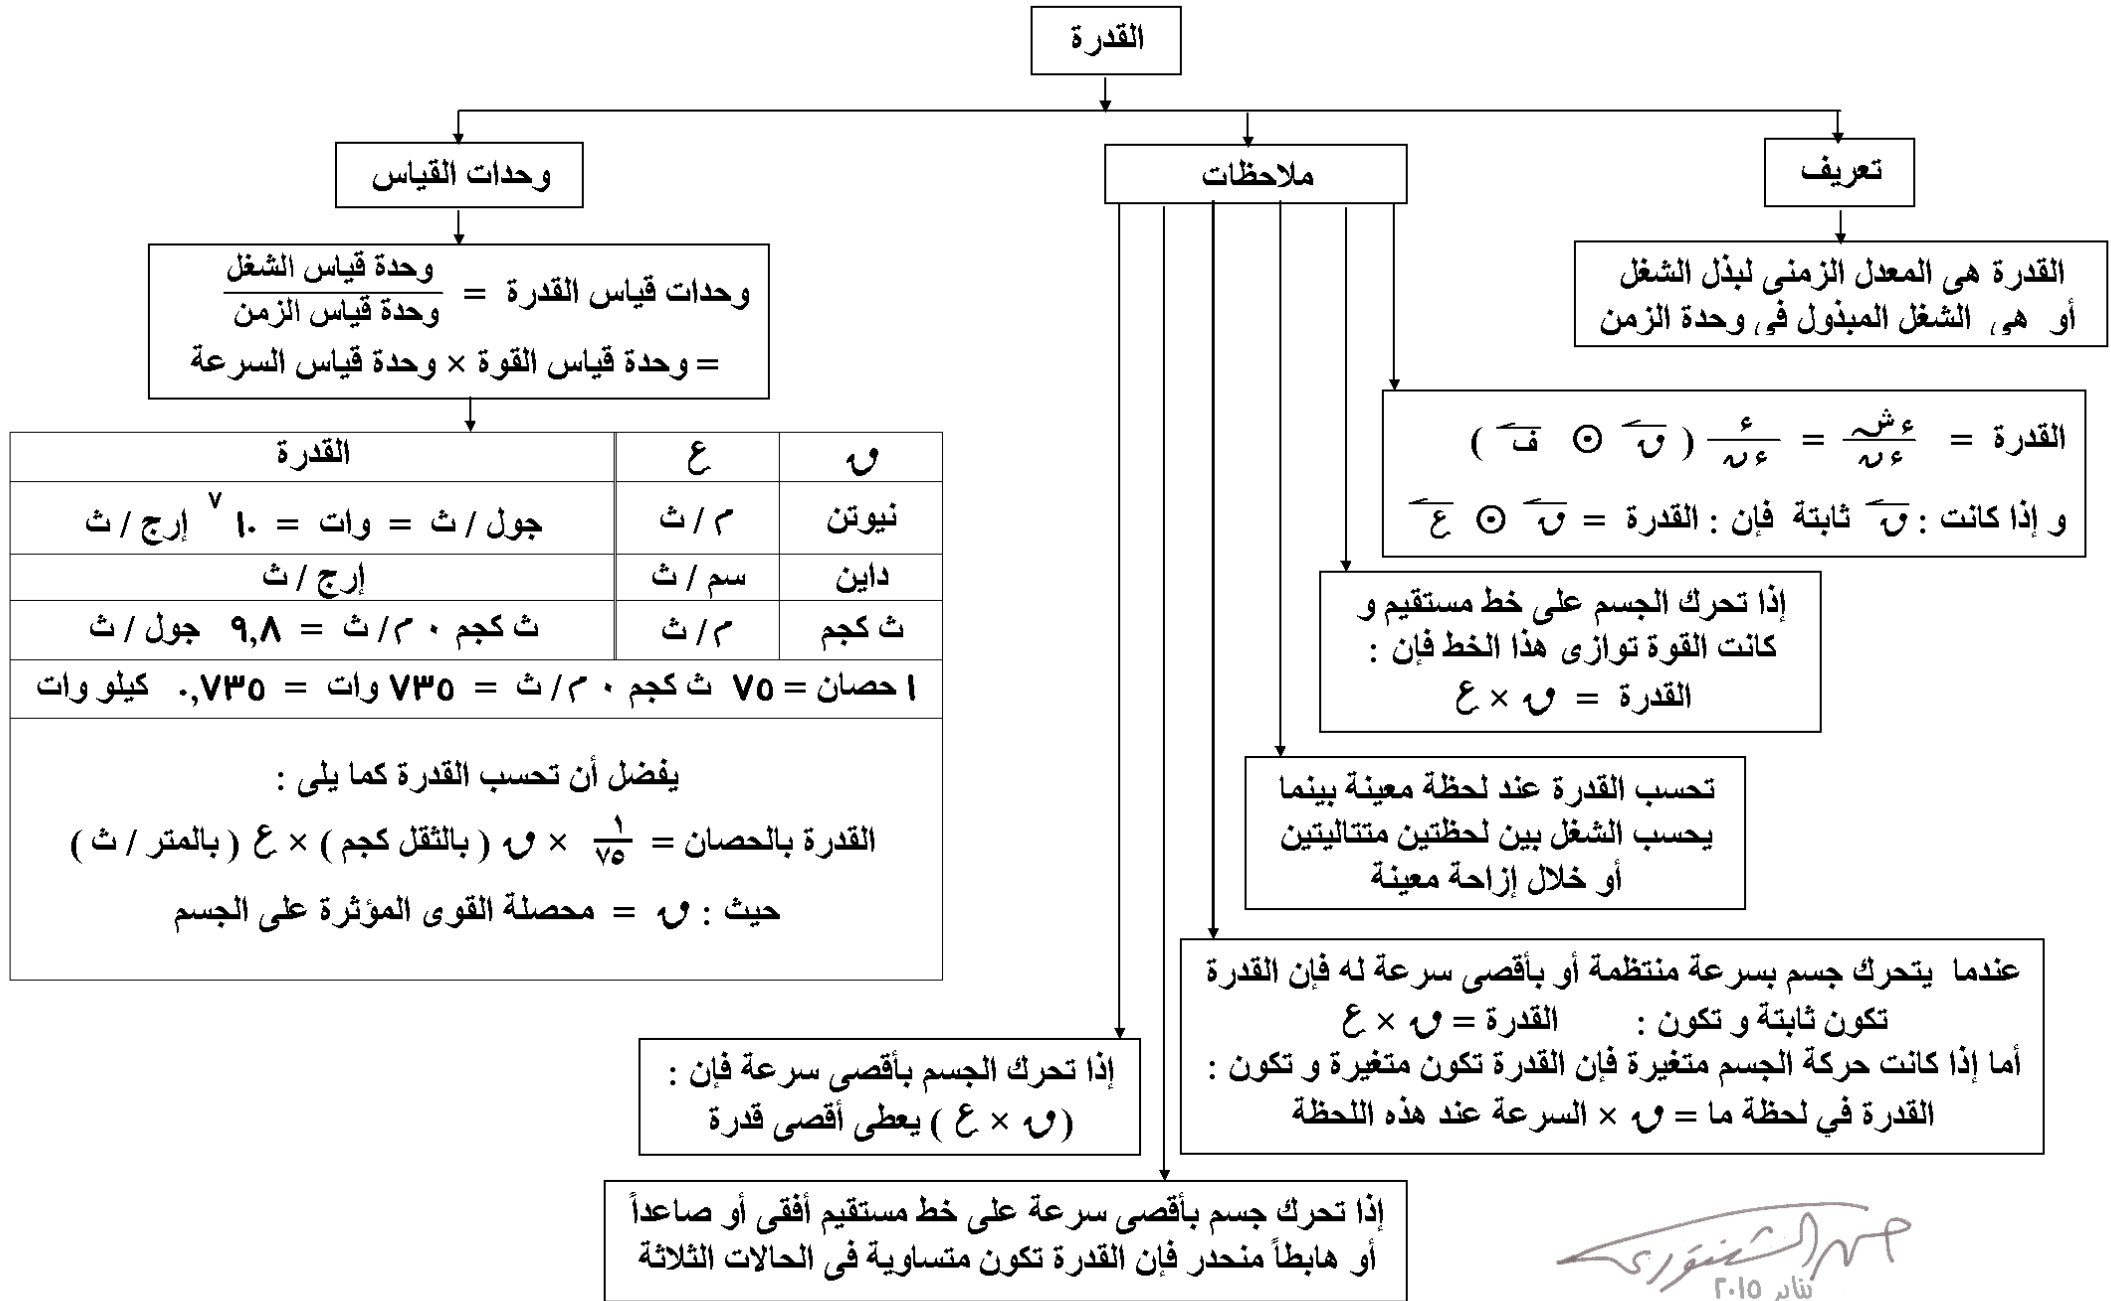 القدرة
تعريف
القدرة هى المعدل الزمنى لبذل الشغل
أو هى الشغل المبذول فى وحدة الزمن
ملاحظات
القدرة = ءش/ءن = ء/ءن ( ق ⊙ ف )
و إذا كانت : ق ثابتة فإن : القدرة = ق ⊙ ع
إذا تحرك الجسم على خط مستقيم و
كانت القوة توازى هذا الخط فإن :
القدرة = ق × ع
تحسب القدرة عند لحظة معينة بينما
يحسب الشغل بين لحظتين متتاليتين
أو خلال إزاحة معينة
عندما يتحرك جسم بسرعة منتظمة أو بأقصى سرعة له فإن القدرة
تكون ثابتة و تكون : القدرة = ق × ع
أما إذا كانت حركة الجسم متغيرة فإن القدرة تكون متغيرة و تكون :
القدرة في لحظة ما = ق × السرعة عند هذه اللحظة
إذا تحرك جسم بأقصى سرعة على خط مستقيم أفقى أو صاعداً
أو هابطاً منحدر فإن القدرة تكون متساوية فى الحالات الثلاثة
إذا تحرك الجسم بأقصى سرعة فإن :
( ق × ع ) يعطى أقصى قدرة
وحدات القياس
وحدات قياس القدرة = وحدة قياس الشغل / وحدة قياس الزمن
= وحدة قياس القوة × وحدة قياس السرعة
ق ع القدرة
نيوتن م / ث جول / ث = وات = ١٠ ٧ إرج / ث
داين سم / ث إرج / ث
ث كجم م / ث ث كجم ٠ م / ث = ٩,٨ جول / ث
١ حصان = ٧٥ ث كجم ٠ م / ث = ٧٣٥ وات = ٠,٧٣٥ كيلو وات
يفضل أن تحسب القدرة كما يلى :
القدرة بالحصان = ١/٧٥ × ق ( بالثقل كجم ) × ع ( بالمتر / ث )
حيث : ق = محصلة القوى المؤثرة على الجسم
يناير ٢٠١٥